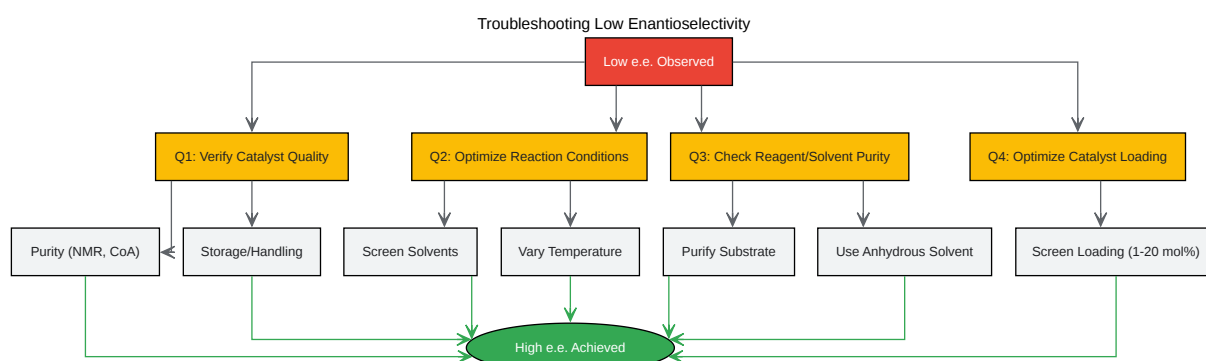 Troubleshooting Low Enantioselectivity
Low e.e. Observed
Q1: Verify Catalyst Quality
Q2: Optimize Reaction Conditions
Q3: Check Reagent/Solvent Purity
Q4: Optimize Catalyst Loading
Purity (NMR, CoA)
Storage/Handling
Screen Solvents
Vary Temperature
Purify Substrate
Use Anhydrous Solvent
Screen Loading (1-20 mol%)
High e.e. Achieved